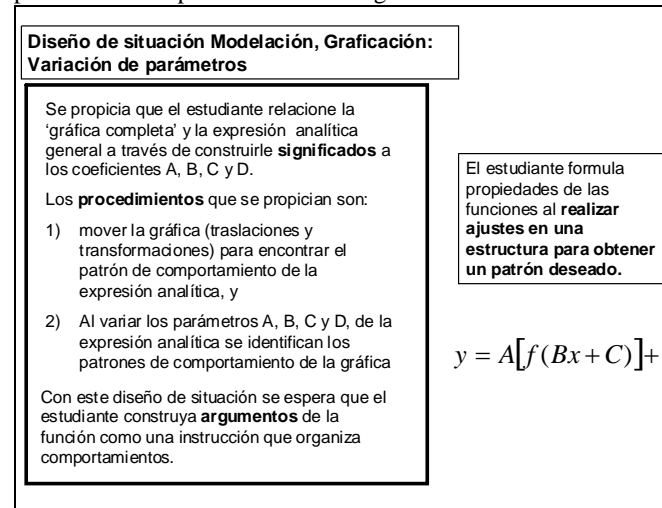 Diseño de situación Modelación, Graficación:
Variación de parámetros
Se propicia que el estudiante relacione la
‘gráfica completa’ y la expresión analítica
general a través de construirle significados a
los coeficientes A, B, C y D.
Los procedimientos que se propician son:
1) mover la gráfica (traslaciones y
transformaciones) para encontrar el
patrón de comportamiento de la
expresión analítica, y
2) Al variar los parámetros A, B, C y D, de la
expresión analítica se identifican los
patrones de comportamiento de la gráfica
Con este diseño de situación se espera que el
estudiante construya argumentos de la
función como una instrucción que organiza
comportamientos.
El estudiante formula
propiedades de las
funciones al realizar
ajustes en una
estructura para obtener
un patrón deseado.
y = A[f(Bx+C)]+